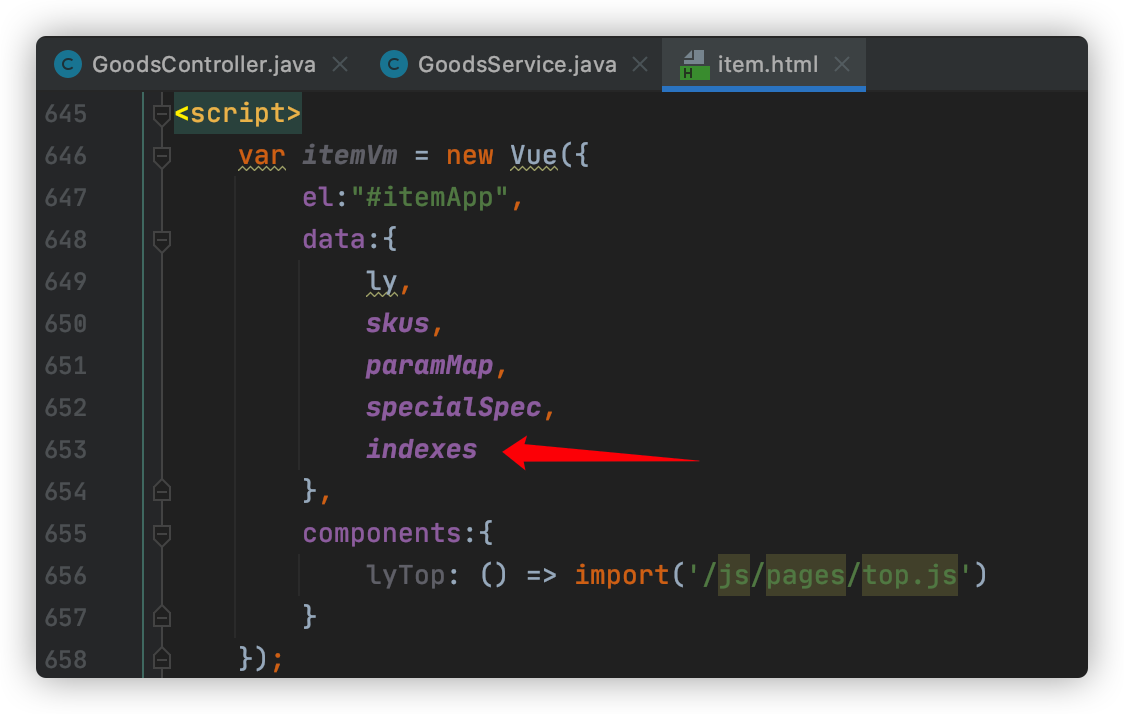 GoodsController.java GoodsService.java item.html
645 <script>
646 var itemVm = new Vue({
647 el:"#itemApp",
648 data:{
649 ly,
650 skus,
651 paramMap,
652 specialSpec,
653 indexes
654 },
655 components:{
656 lyTop: () => import('/js/pages/top.js')
657 }
658 });